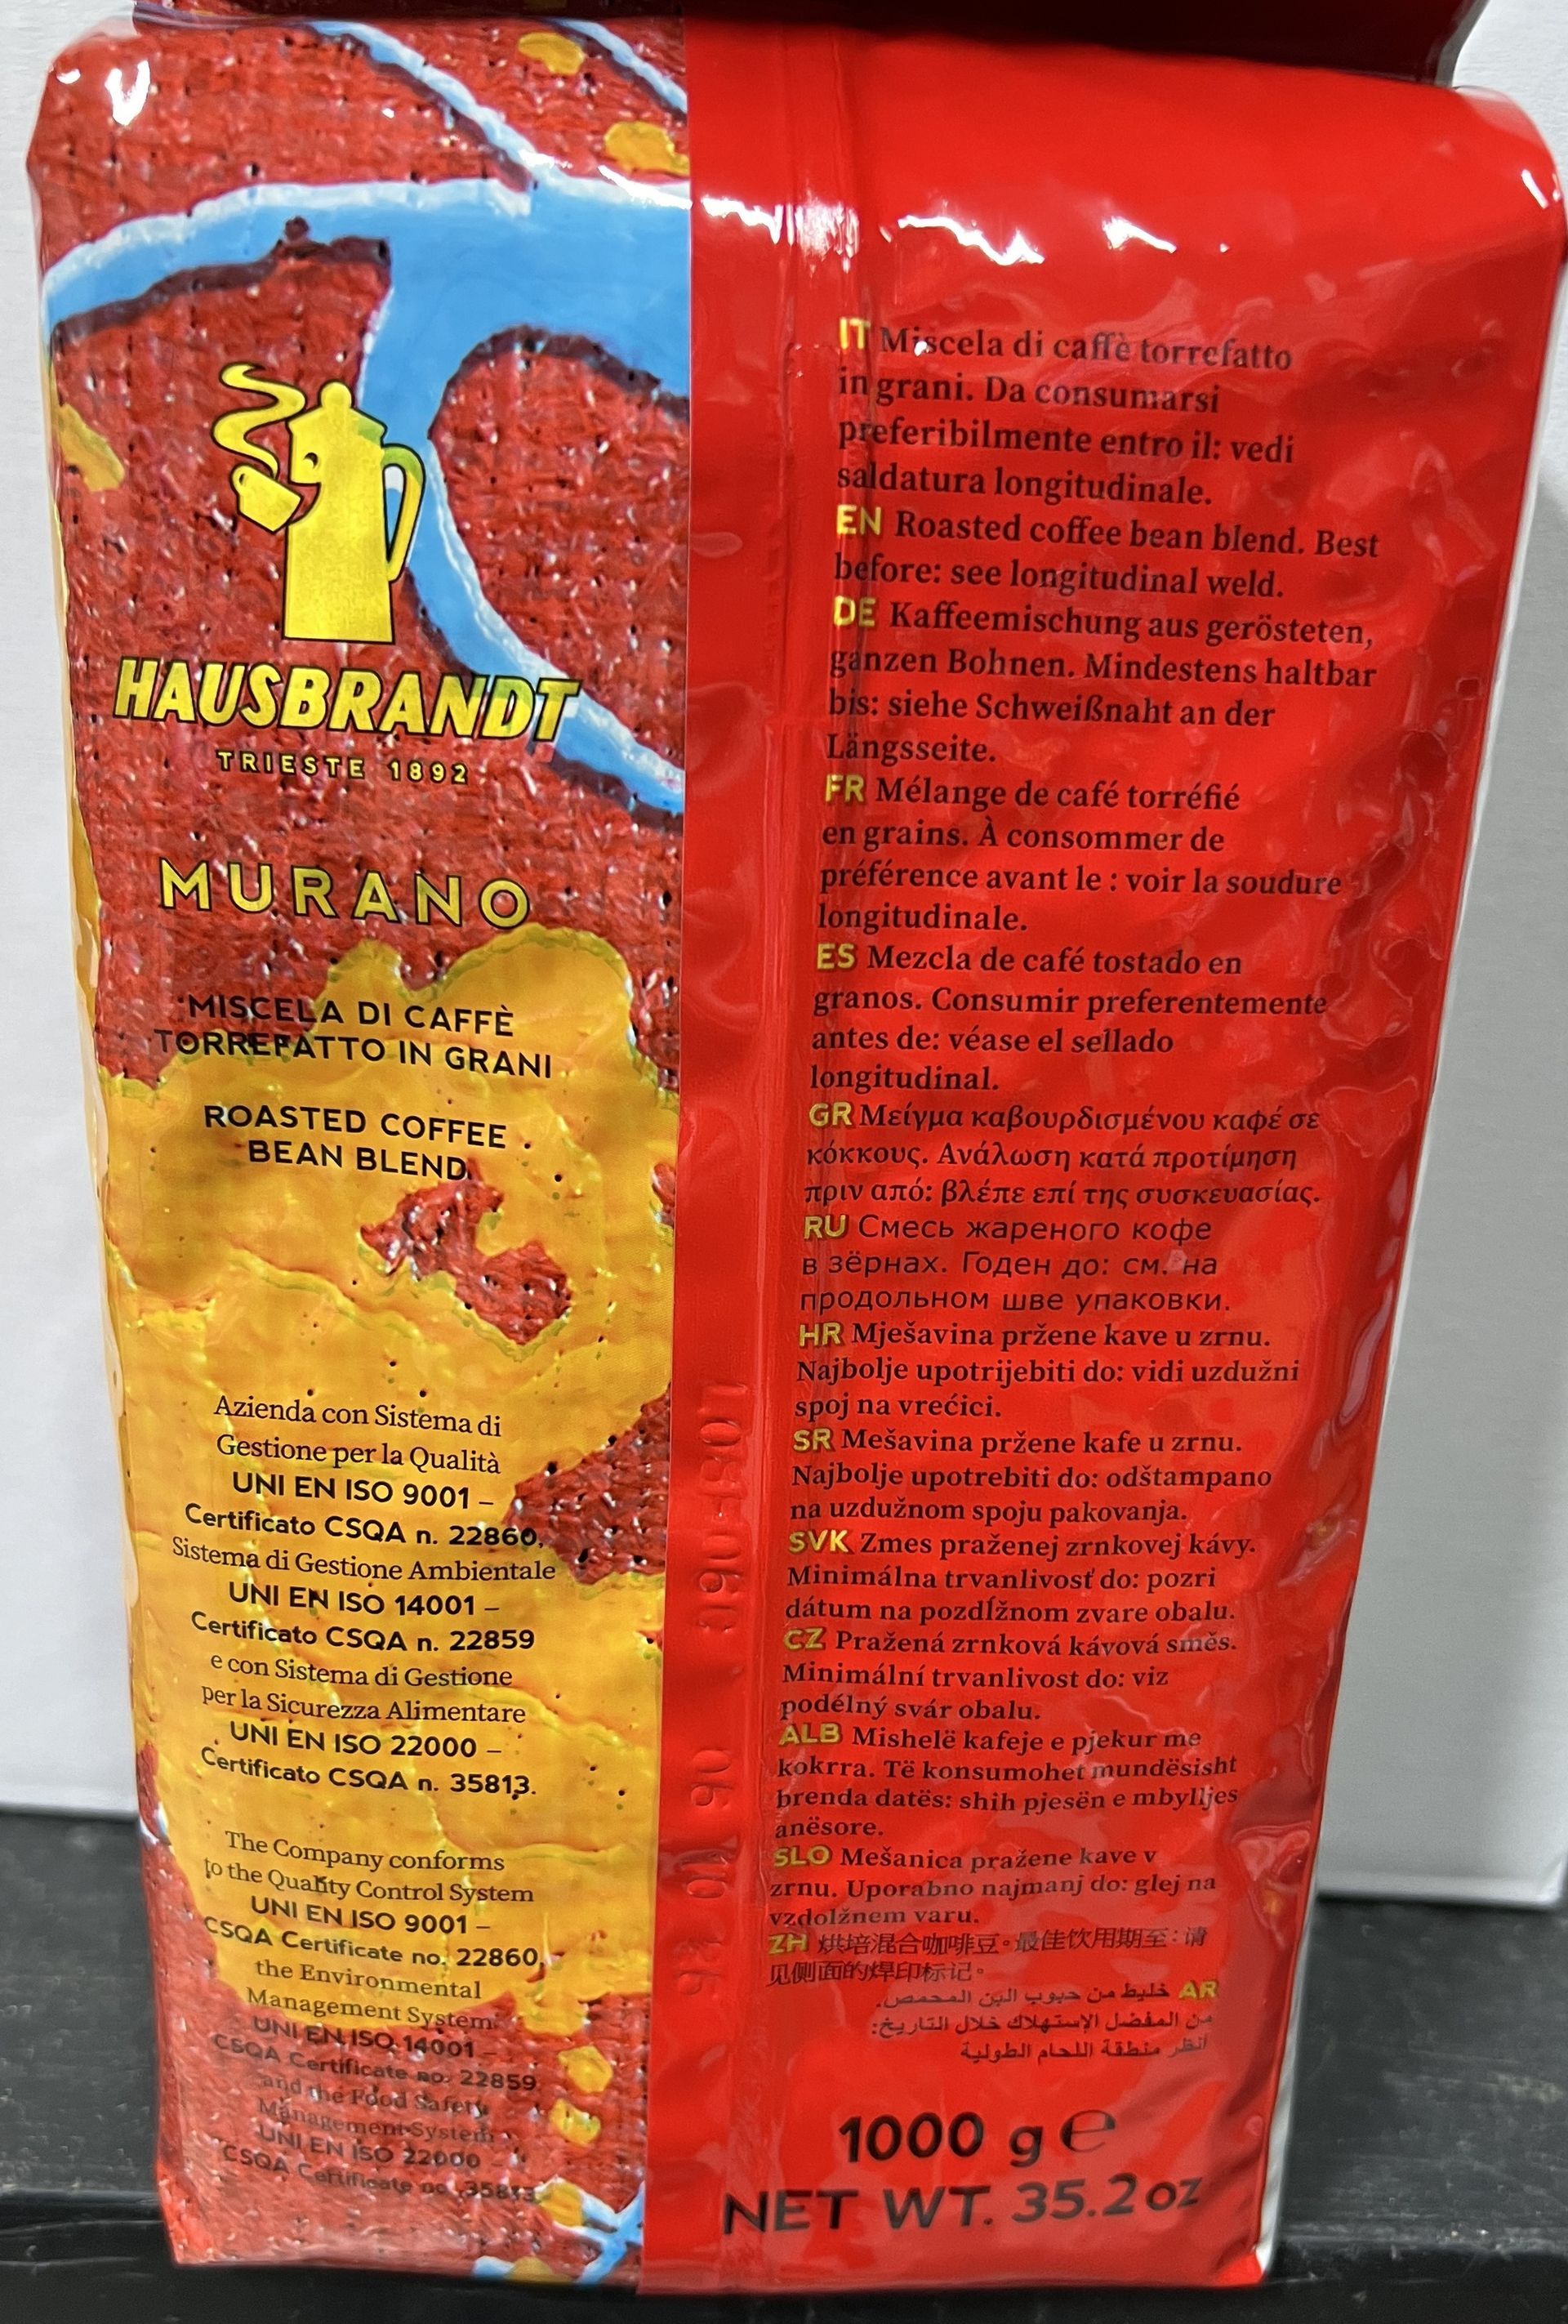 HAUSBRANDT
TRIESTE 1892
MURANO
MISCELA DI CAFFÈ
TORREFATTO IN GRANI
ROASTED COFFEE
BEAN BLEND
Azienda con Sistema di
Gestione per la Qualità
UNI EN ISO 9001 –
Certificato CSQA n. 22860,
Sistema di Gestione Ambientale
UNI EN ISO 14001 –
Certificato CSQA n. 22859
e con Sistema di Gestione
per la Sicurezza Alimentare
UNI EN ISO 22000 –
Certificato CSQA n. 35813.
The Company conforms
to the Quality Control System
UNI EN ISO 9001 –
CSQA Certificate no. 22860,
the Environmental
Management System
UNI EN ISO 14001 –
CSQA Certificate no. 22859
and the Food Safety
Management System
UNI EN ISO 22000 –
CSQA Certificate no. 35813.
IT Miscela di caffè torrefatto
in grani. Da consumarsi
preferibilmente entro il: vedi
saldatura longitudinale.
EN Roasted coffee bean blend. Best
before: see longitudinal weld.
DE Kaffeemischung aus gerösteten,
ganzen Bohnen. Mindestens haltbar
bis: siehe Schweißnaht an der
Längsseite.
FR Mélange de café torréfié
en grains. À consommer de
préférence avant le : voir la soudure
longitudinale.
ES Mezcla de café tostado en
granos. Consumir preferentemente
antes de: véase el sellado
longitudinal.
GR Μείγμα καβουρδισμένου καφέ σε
κόκκους. Ανάλωση κατά προτίμηση
πριν από: βλέπε επί της συσκευασίας.
RU Смесь жареного кофе
в зёрнах. Годен до: см. на
продольном шве упаковки.
HR Mješavina pržene kave u zrnu.
Najbolje upotrijebiti do: vidi uzdužni
spoj na vrećici.
SR Mešavina pržene kafe u zrnu.
Najbolje upotrebiti do: odštampano
na uzdužnom spoju pakovanja.
SVK Zmes praženej zrnkovej kávy.
Minimálna trvanlivosť do: pozri
dátum na pozdĺžnom zvare obalu.
CZ Pražená zrnková kávová směs.
Minimální trvanlivost do: viz
podélný svár obalu.
ALB Mishelë kafeje e pjekur me
kokrra. Të konsumohet mundësisht
brenda datës: shih pjesën e mbylljes
anësore.
SLO Mešanica pražene kave v
zrnu. Uporabno najmanj do: glej na
vzdolžnem varu.
ZH 烘培混合咖啡豆。最佳饮用期至：请
见侧面的焊印标记。
AR خليط من حبوب البن المحمص.
من المفضل الإستهلاك خلال التاريخ:
أنظر منطقة اللحام الطولية
1000 g ℮
NET WT. 35.2 oz